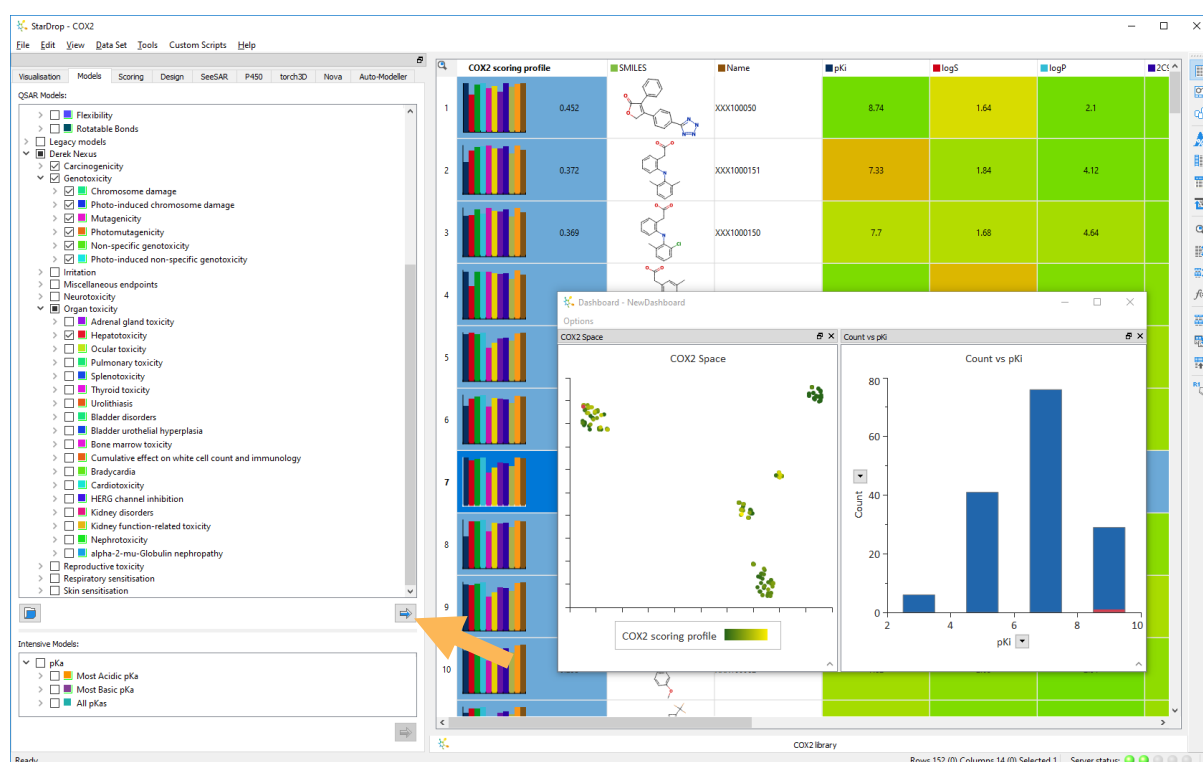 StarDrop - COX2
File Edit View Data Set Tools Custom Scripts Help
Visualisation Models Scoring Design SeeSAR P450 torch3D Nova Auto-Modeller
QSAR Models:
Flexibility
Rotatable Bonds
Legacy models
Derek Nexus
Carcinogenicity
Genotoxicity
Chromosome damage
Photo-induced chromosome damage
Mutagenicity
Photomutagenicity
Non-specific genotoxicity
Photo-induced non-specific genotoxicity
Irritation
Miscellaneous endpoints
Neurotoxicity
Organ toxicity
Adrenal gland toxicity
Hepatotoxicity
Ocular toxicity
Pulmonary toxicity
Splenotoxicity
Thyroid toxicity
Urolithiasis
Bladder disorders
Bladder urothelial hyperplasia
Bone marrow toxicity
Cumulative effect on white cell count and immunology
Bradycardia
Cardiotoxicity
HERG channel inhibition
Kidney disorders
Kidney function-related toxicity
Nephrotoxicity
alpha-2-mu-Globulin nephropathy
Reproductive toxicity
Respiratory sensitisation
Skin sensitisation
Intensive Models:
pKa
Most Acidic pKa
Most Basic pKa
All pKas
Ready
COX2 scoring profile SMILES Name pKi logS logP 2C9
1 0.452 XXX100050 8.74 1.64 2.1
2 0.372 XXX1000151 7.33 1.84 4.12
3 0.369 XXX1000150 7.7 1.68 4.64
4
5
6
7
8
9
10
Dashboard - NewDashboard
Options
COX2 Space
COX2 Space
COX2 scoring profile
Count vs pKi
Count vs pKi
80
60
40
20
0
Count
2 4 6 8 10
pKi
COX2 library
Rows 152 (0) Columns 14 (0) Selected 1 Server status: